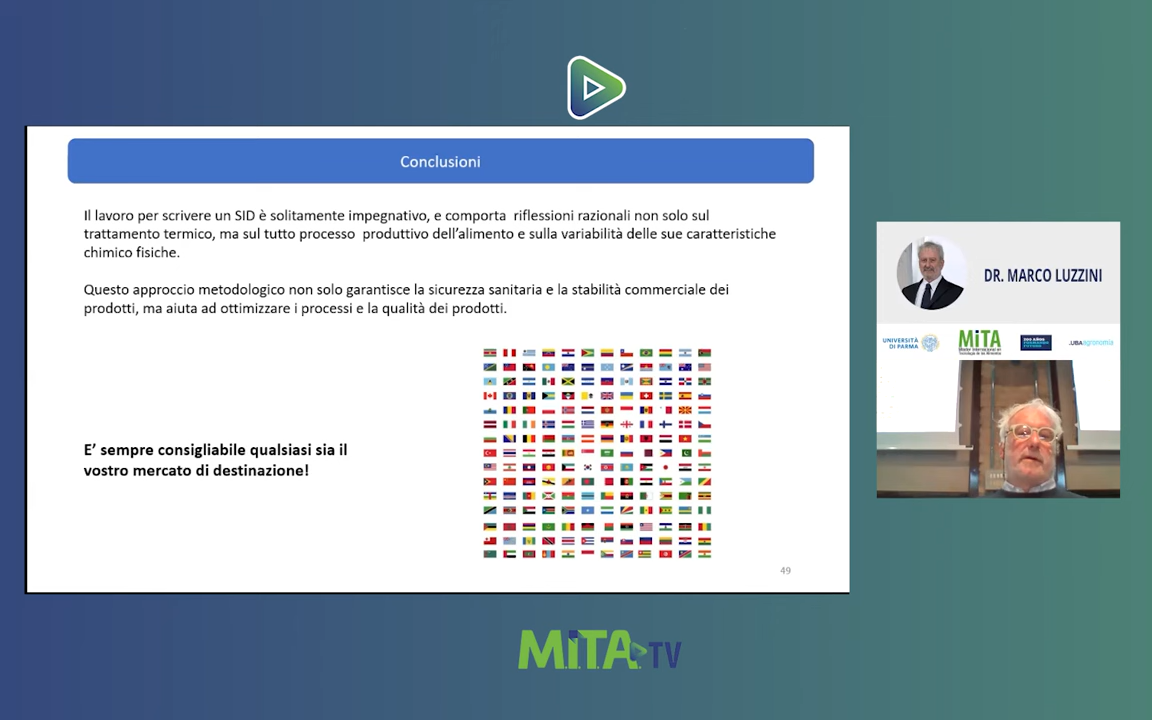 Conclusioni
Il lavoro per scrivere un SID è solitamente impegnativo, e comporta riflessioni razionali non solo sul
trattamento termico, ma sul tutto processo produttivo dell'alimento e sulla variabilità delle sue caratteristiche
chimico fisiche.
Questo approccio metodologico non solo garantisce la sicurezza sanitaria e la stabilità commerciale dei
prodotti, ma aiuta ad ottimizzare i processi e la qualità dei prodotti.
E' sempre consigliabile qualsiasi sia il
vostro mercato di destinazione!
49
DR. MARCO LUZZINI
UNIVERSITÀ
DI PARMA
MiTA
.UBAagronomia
M.i.T.A. TV